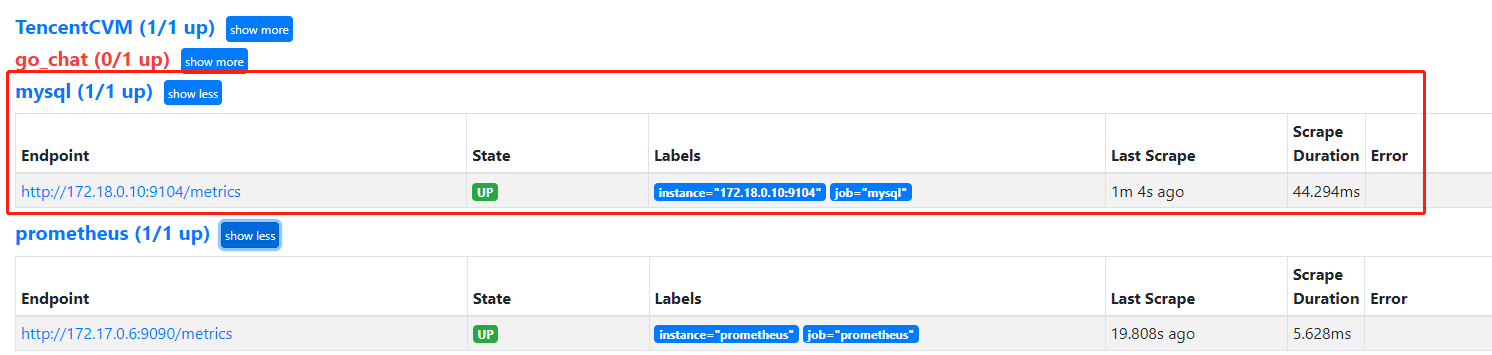 TencentCVM (1/1 up) show more
go_chat (0/1 up) show more
mysql (1/1 up) show less
Endpoint State Labels Last Scrape Scrape Duration Error
http://172.18.0.10:9104/metrics UP instance="172.18.0.10:9104" job="mysql" 1m 4s ago 44.294ms
prometheus (1/1 up) show less
Endpoint State Labels Last Scrape Scrape Duration Error
http://172.17.0.6:9090/metrics UP instance="prometheus" job="prometheus" 19.808s ago 5.628ms